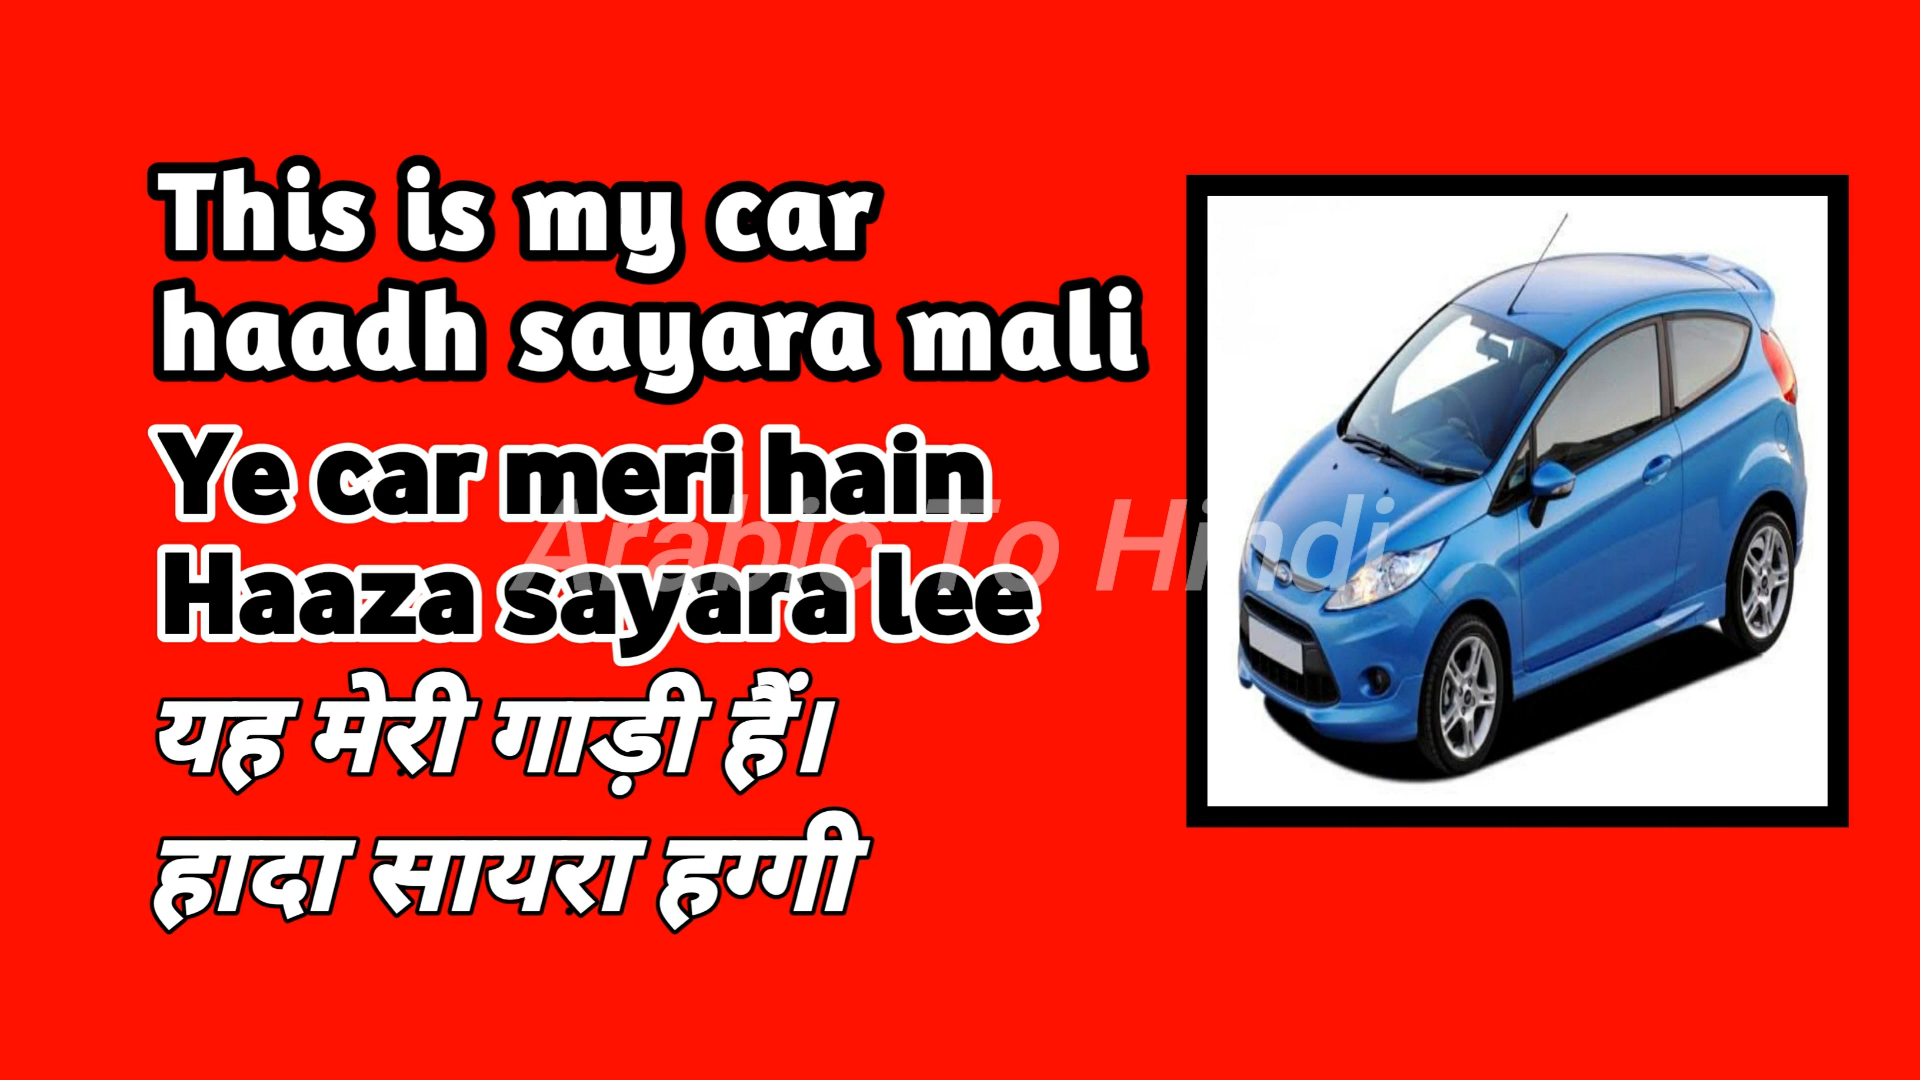 This is my car
haadh sayara mali
Ye car meri hain
Haaza sayara lee
यह मेरी गाड़ी हैं।
हादा सायरा हग्गी
Arabic To Hindi